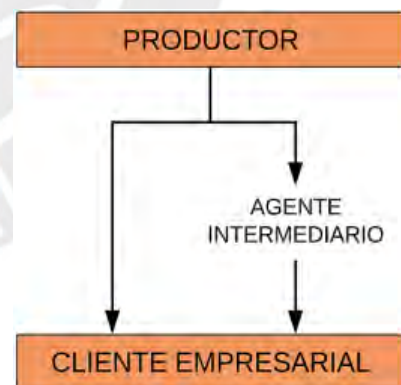 PRODUCTOR
AGENTE
INTERMEDIARIO
CLIENTE EMPRESARIAL